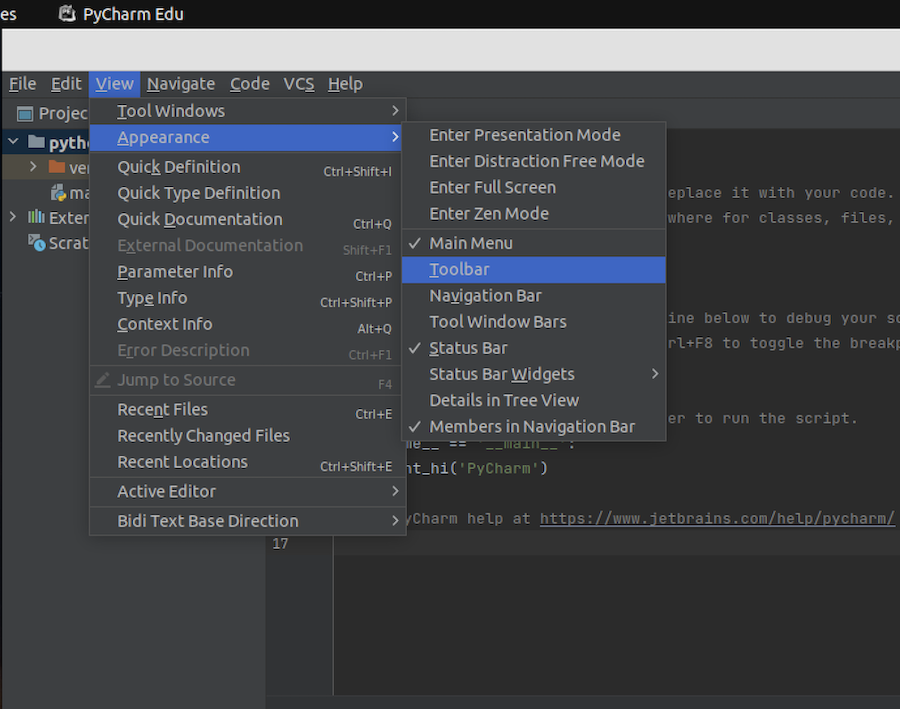 es PyCharm Edu
File Edit View Navigate Code VCS Help
Projec
pyth
ve
ma
Exter
Scrat
Tool Windows
Appearance
Quick Definition Ctrl+Shift+I
Quick Type Definition
Quick Documentation Ctrl+Q
External Documentation Shift+F1
Parameter Info Ctrl+P
Type Info Ctrl+Shift+P
Context Info Alt+Q
Error Description Ctrl+F1
Jump to Source F4
Recent Files Ctrl+E
Recently Changed Files
Recent Locations Ctrl+Shift+E
Active Editor
Bidi Text Base Direction
Enter Presentation Mode
Enter Distraction Free Mode
Enter Full Screen
Enter Zen Mode
Main Menu
Toolbar
Navigation Bar
Tool Window Bars
Status Bar
Status Bar Widgets
Details in Tree View
Members in Navigation Bar
eplace it with your code.
where for classes, files,
ine below to debug your sc
rl+F8 to toggle the breakp
er to run the script.
me__ == '__main__':
nt_hi('PyCharm')
yCharm help at https://www.jetbrains.com/help/pycharm/
17